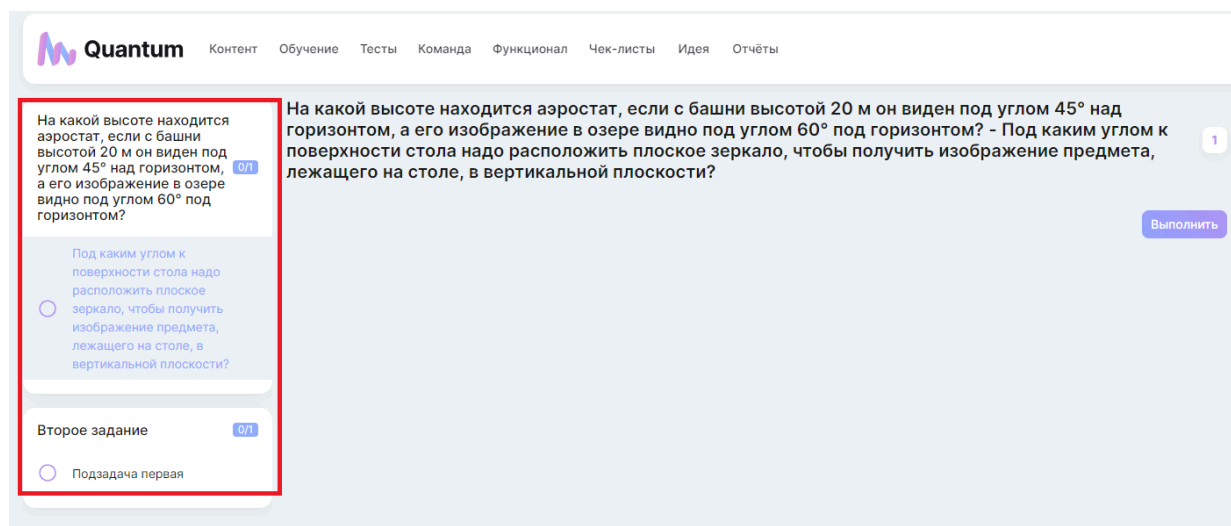 Quantum Контент Обучение Тесты Команда Функционал Чек-листы Идея Отчёты
На какой высоте находится
аэростат, если с башни
высотой 20 м он виден под
углом 45° над горизонтом, 0/1
а его изображение в озере
видно под углом 60° под
горизонтом?
Под каким углом к
поверхности стола надо
расположить плоское
зеркало, чтобы получить
изображение предмета,
лежащего на столе, в
вертикальной плоскости?
Второе задание 0/1
Подзадача первая
На какой высоте находится аэростат, если с башни высотой 20 м он виден под углом 45° над
горизонтом, а его изображение в озере видно под углом 60° под горизонтом? - Под каким углом к
поверхности стола надо расположить плоское зеркало, чтобы получить изображение предмета,
лежащего на столе, в вертикальной плоскости?
1
Выполнить